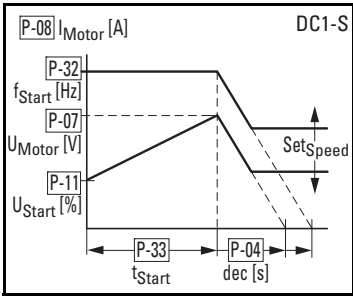 P-08 I_Motor [A] DC1-S
P-32
f_Start [Hz]
P-07
U_Motor [V]
Set_Speed
P-11
U_Start [%]
P-33 P-04
t_Start dec [s]